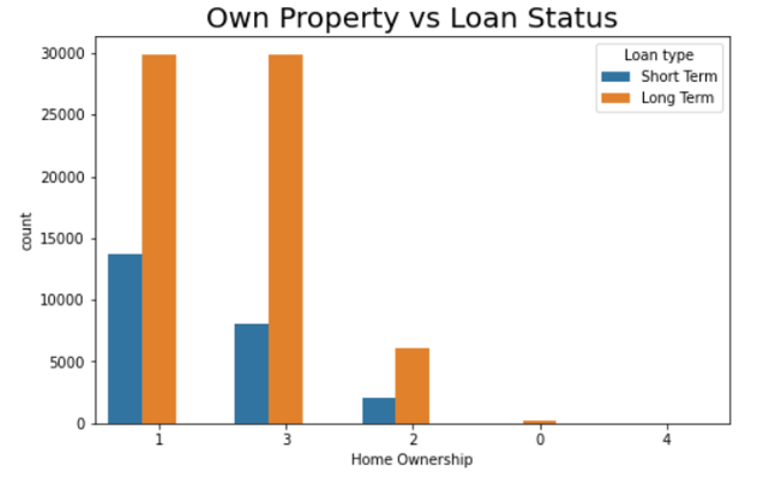 Own Property vs Loan Status
30000
25000
20000
15000
10000
5000
0
count
Loan type
Short Term
Long Term
1 3 2 0 4
Home Ownership